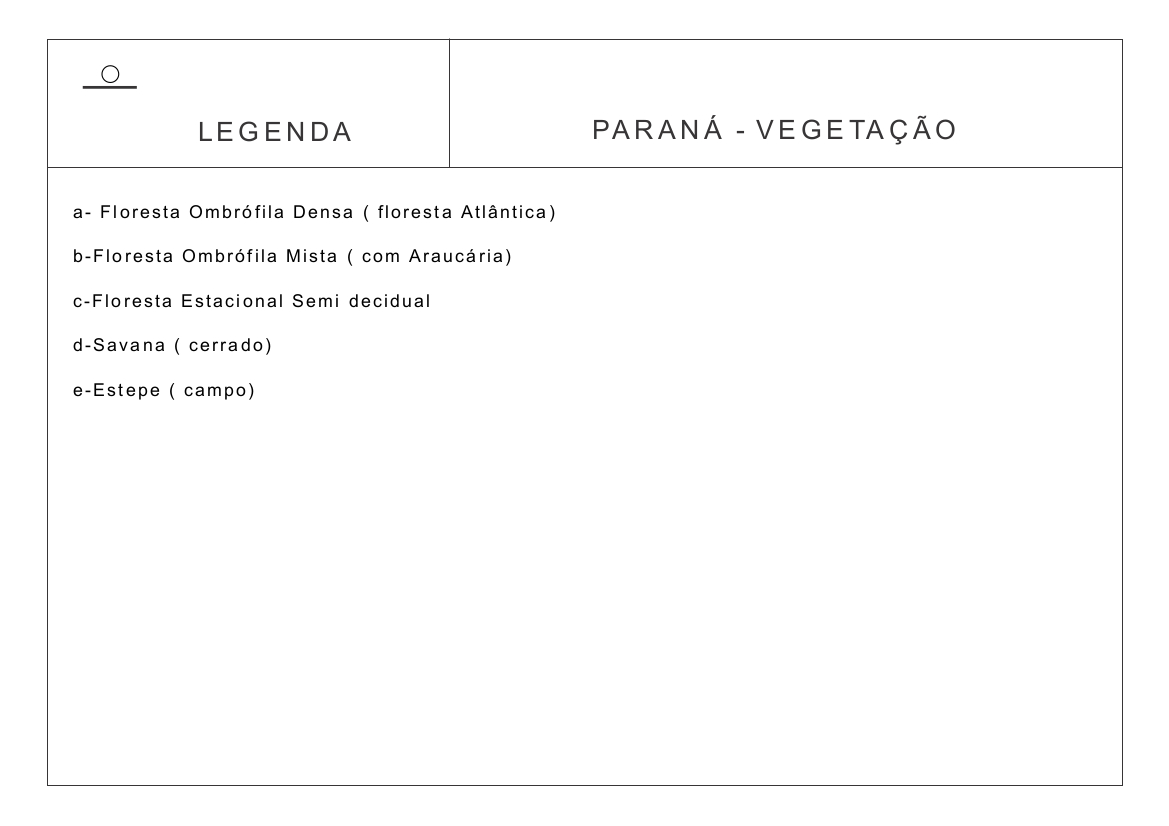 LEGENDA
PARANÁ - VEGETAÇÃO
a- Floresta Ombrófila Densa ( floresta Atlântica)
b-Floresta Ombrófila Mista ( com Araucária)
c-Floresta Estacional Semi decidual
d-Savana ( cerrado)
e-Estepe ( campo)